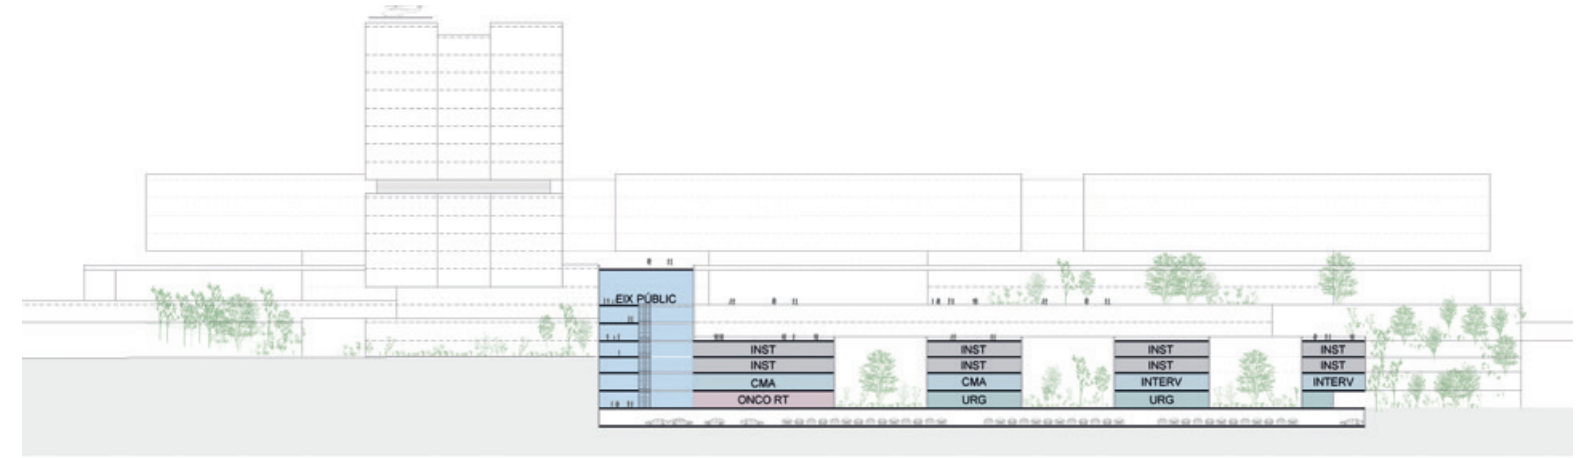 EIX PÚBLIC
INST INST INST INST
INST INST INST INST
CMA CMA INTERV INTERV
ONCO RT URG URG